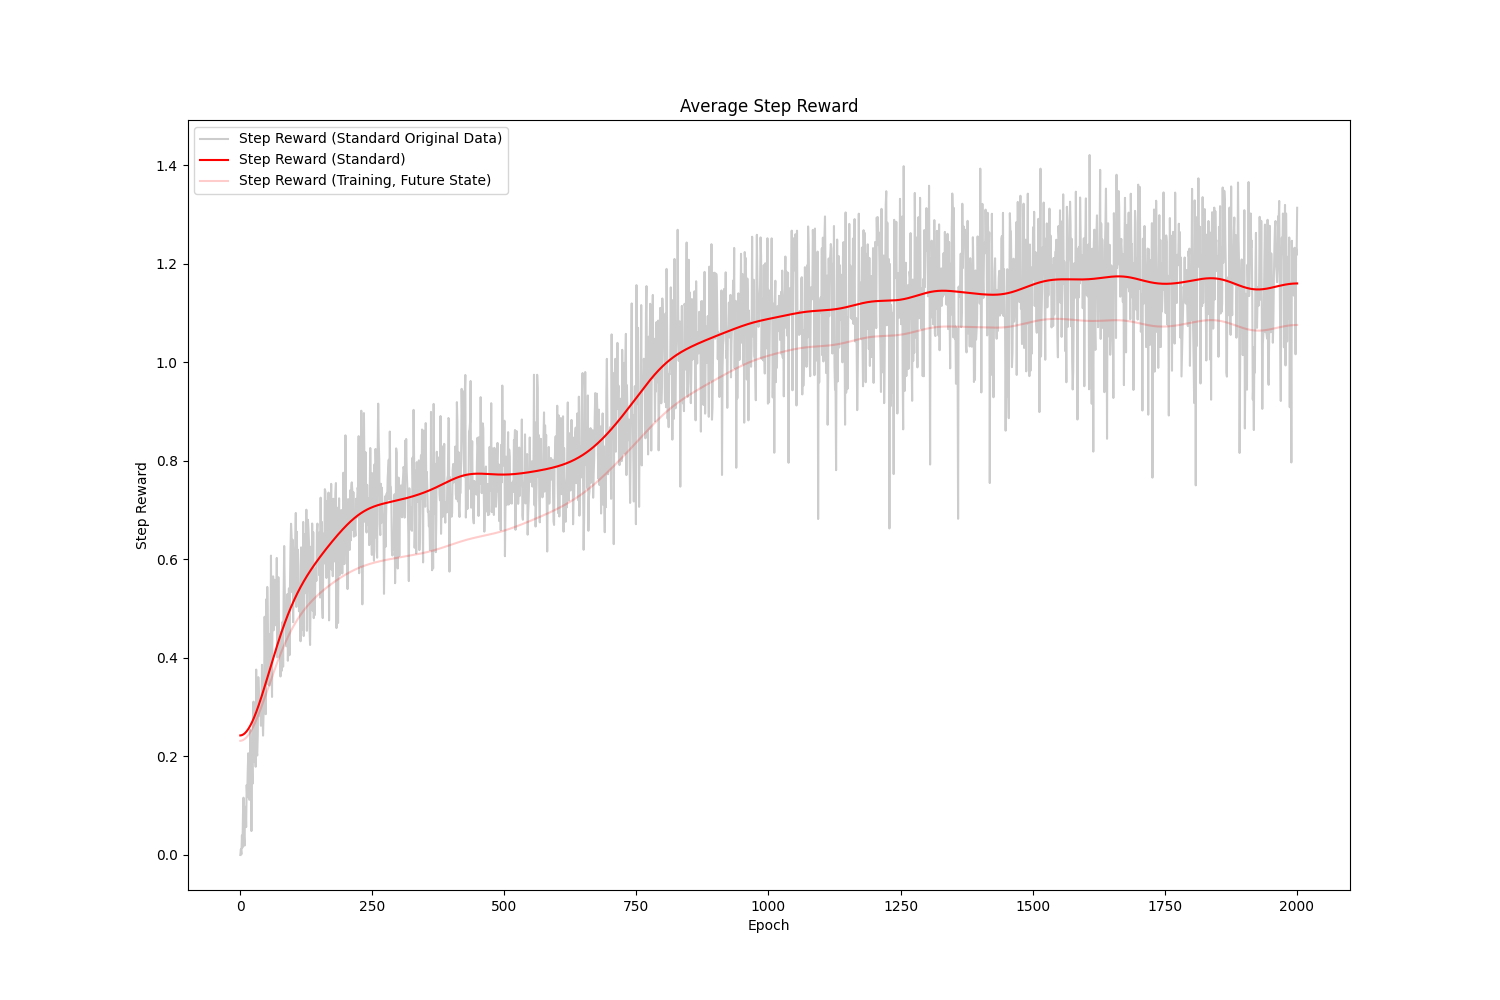 Average Step Reward
Step Reward (Standard Original Data)
Step Reward (Standard)
Step Reward (Training, Future State)
1.4
1.2
1.0
0.8
0.6
0.4
0.2
0.0
Step Reward
0 250 500 750 1000 1250 1500 1750 2000
Epoch